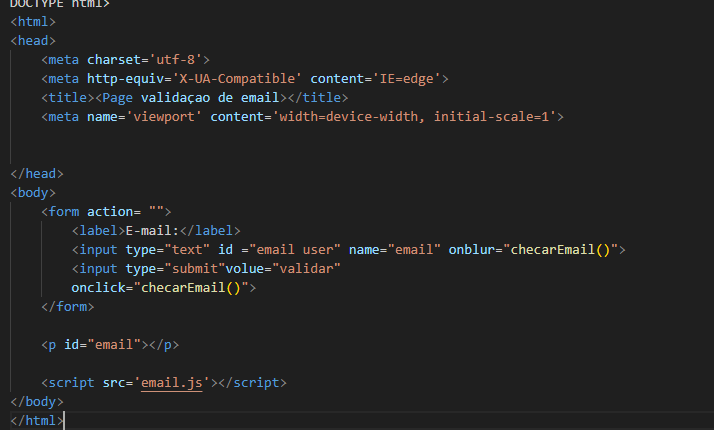 DOCTYPE html>
<html>
<head>
<meta charset='utf-8'>
<meta http-equiv='X-UA-Compatible' content='IE=edge'>
<title><Page validaçao de email></title>
<meta name='viewport' content='width=device-width, initial-scale=1'>
</head>
<body>
<form action= "">
<label>E-mail:</label>
<input type="text" id ="email user" name="email" onblur="checarEmail()">
<input type="submit"volue="validar"
onclick="checarEmail()">
</form>
<p id="email"></p>
<script src='email.js'></script>
</body>
</html>